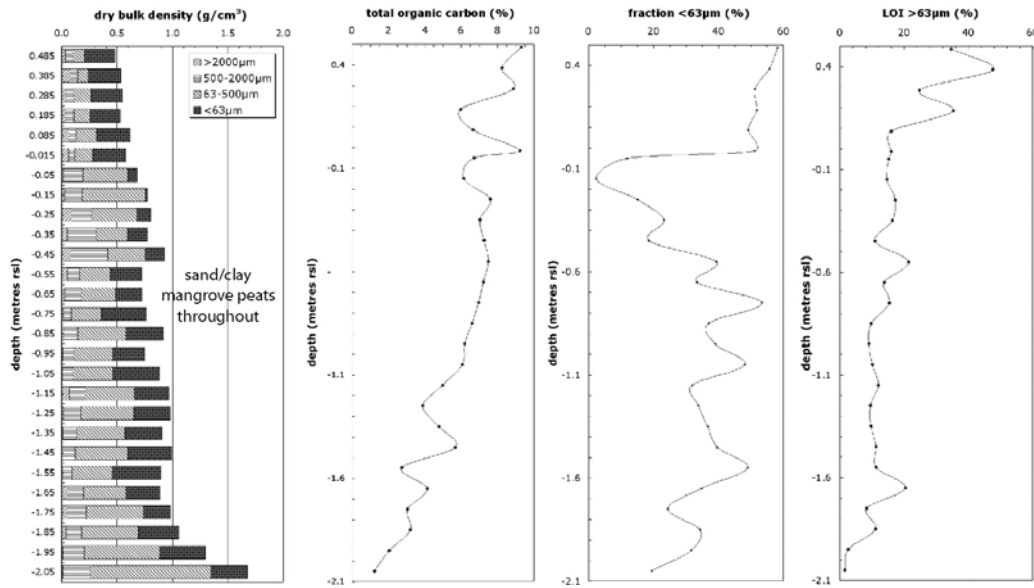 dry bulk density (g/cm³)
0.0 0.5 1.0 1.5 2.0
0.485
0.385
0.285
0.185
0.085
-0.015
-0.05
-0.15
-0.25
-0.35
-0.45
-0.55
-0.65
-0.75
-0.85
-0.95
-1.05
-1.15
-1.25
-1.35
-1.45
-1.55
-1.65
-1.75
-1.85
-1.95
-2.05
depth (metres rsl)
>2000µm
500-2000µm
63-500µm
<63µm
sand/clay
mangrove peats
throughout
total organic carbon (%)
0 2 4 6 8 10
0.4
-0.1
-
-1.1
-1.6
-2.1
depth (metres rsl)
fraction <63µm (%)
0 10 20 30 40 50 60
0.4
-0.1
-0.6
-1.1
-1.6
-2.1
depth (metres rsl)
LOI >63µm (%)
0 20 40 60
0.4
-0.1
-0.6
-1.1
-1.6
-2.1
depth (metres rsl)